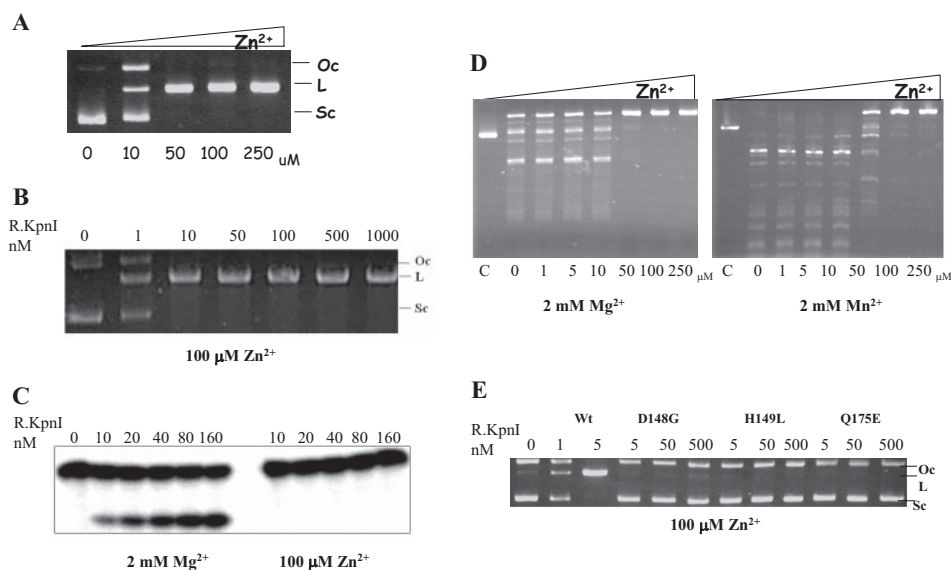 A
Zn²⁺
Oc
L
Sc
0 10 50 100 250 uM
B
R.KpnI
nM
0 1 10 50 100 500 1000
Oc
L
Sc
100 µM Zn²⁺
C
R.KpnI
nM
0 10 20 40 80 160 10 20 40 80 160
2 mM Mg²⁺ 100 µM Zn²⁺
D
Zn²⁺ Zn²⁺
C 0 1 5 10 50 100 250 µM C 0 1 5 10 50 100 250 µM
2 mM Mg²⁺ 2 mM Mn²⁺
E
Wt D148G H149L Q175E
R.KpnI
nM
0 1 5 5 50 500 5 50 500 5 50 500
Oc
L
Sc
100 µM Zn²⁺